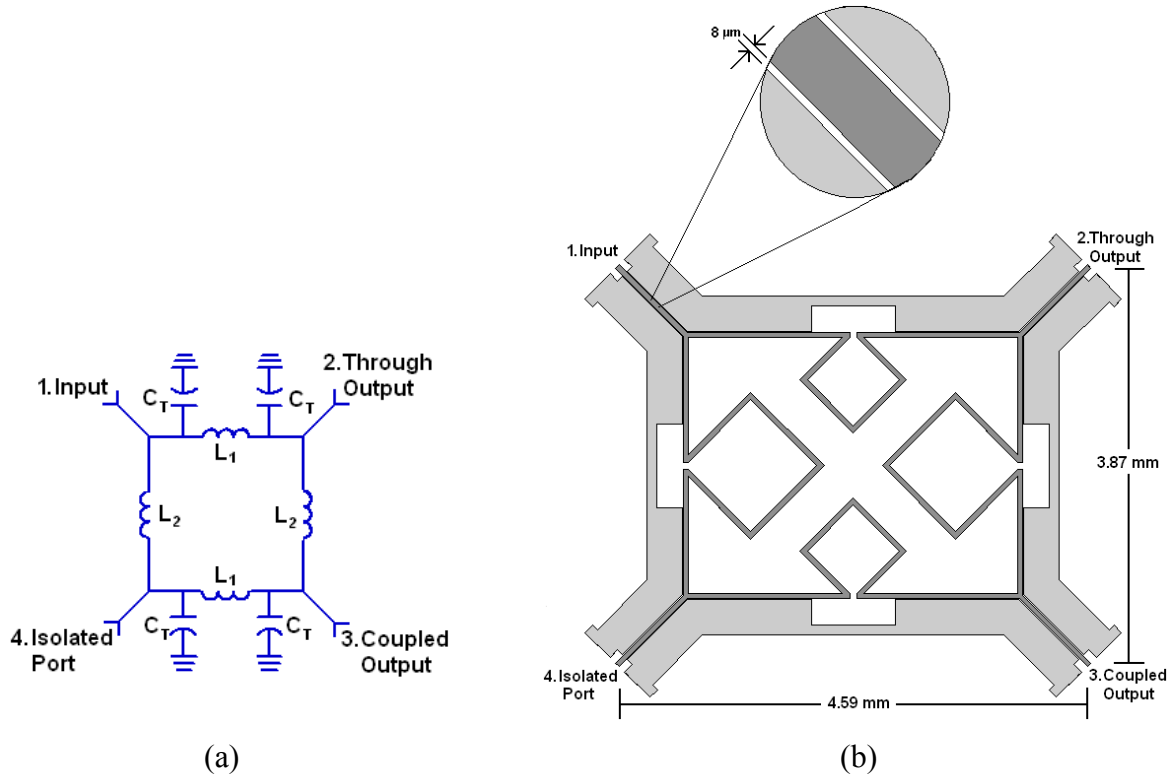 8 µm
1.Input
2.Through
Output
3.87 mm
4.Isolated
Port
3.Coupled
Output
4.59 mm
1.Input
2.Through
Output
C_T
C_T
L_1
L_2
L_2
L_1
4.Isolated
Port
C_T
C_T
3.Coupled
Output
(a)
(b)